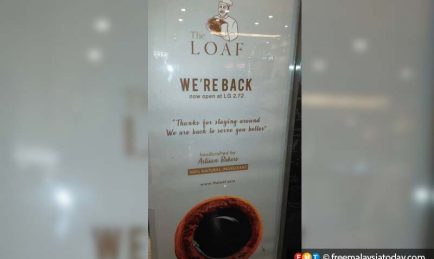 The
LOAF
WE'RE BACK
now open at LG 2.72
"Thanks for staying around
We are back to serve you better"
handcrafted by
Artisan Bakers
100% NATURAL INGREDIENT
FMT © freemalaysiatoday.com